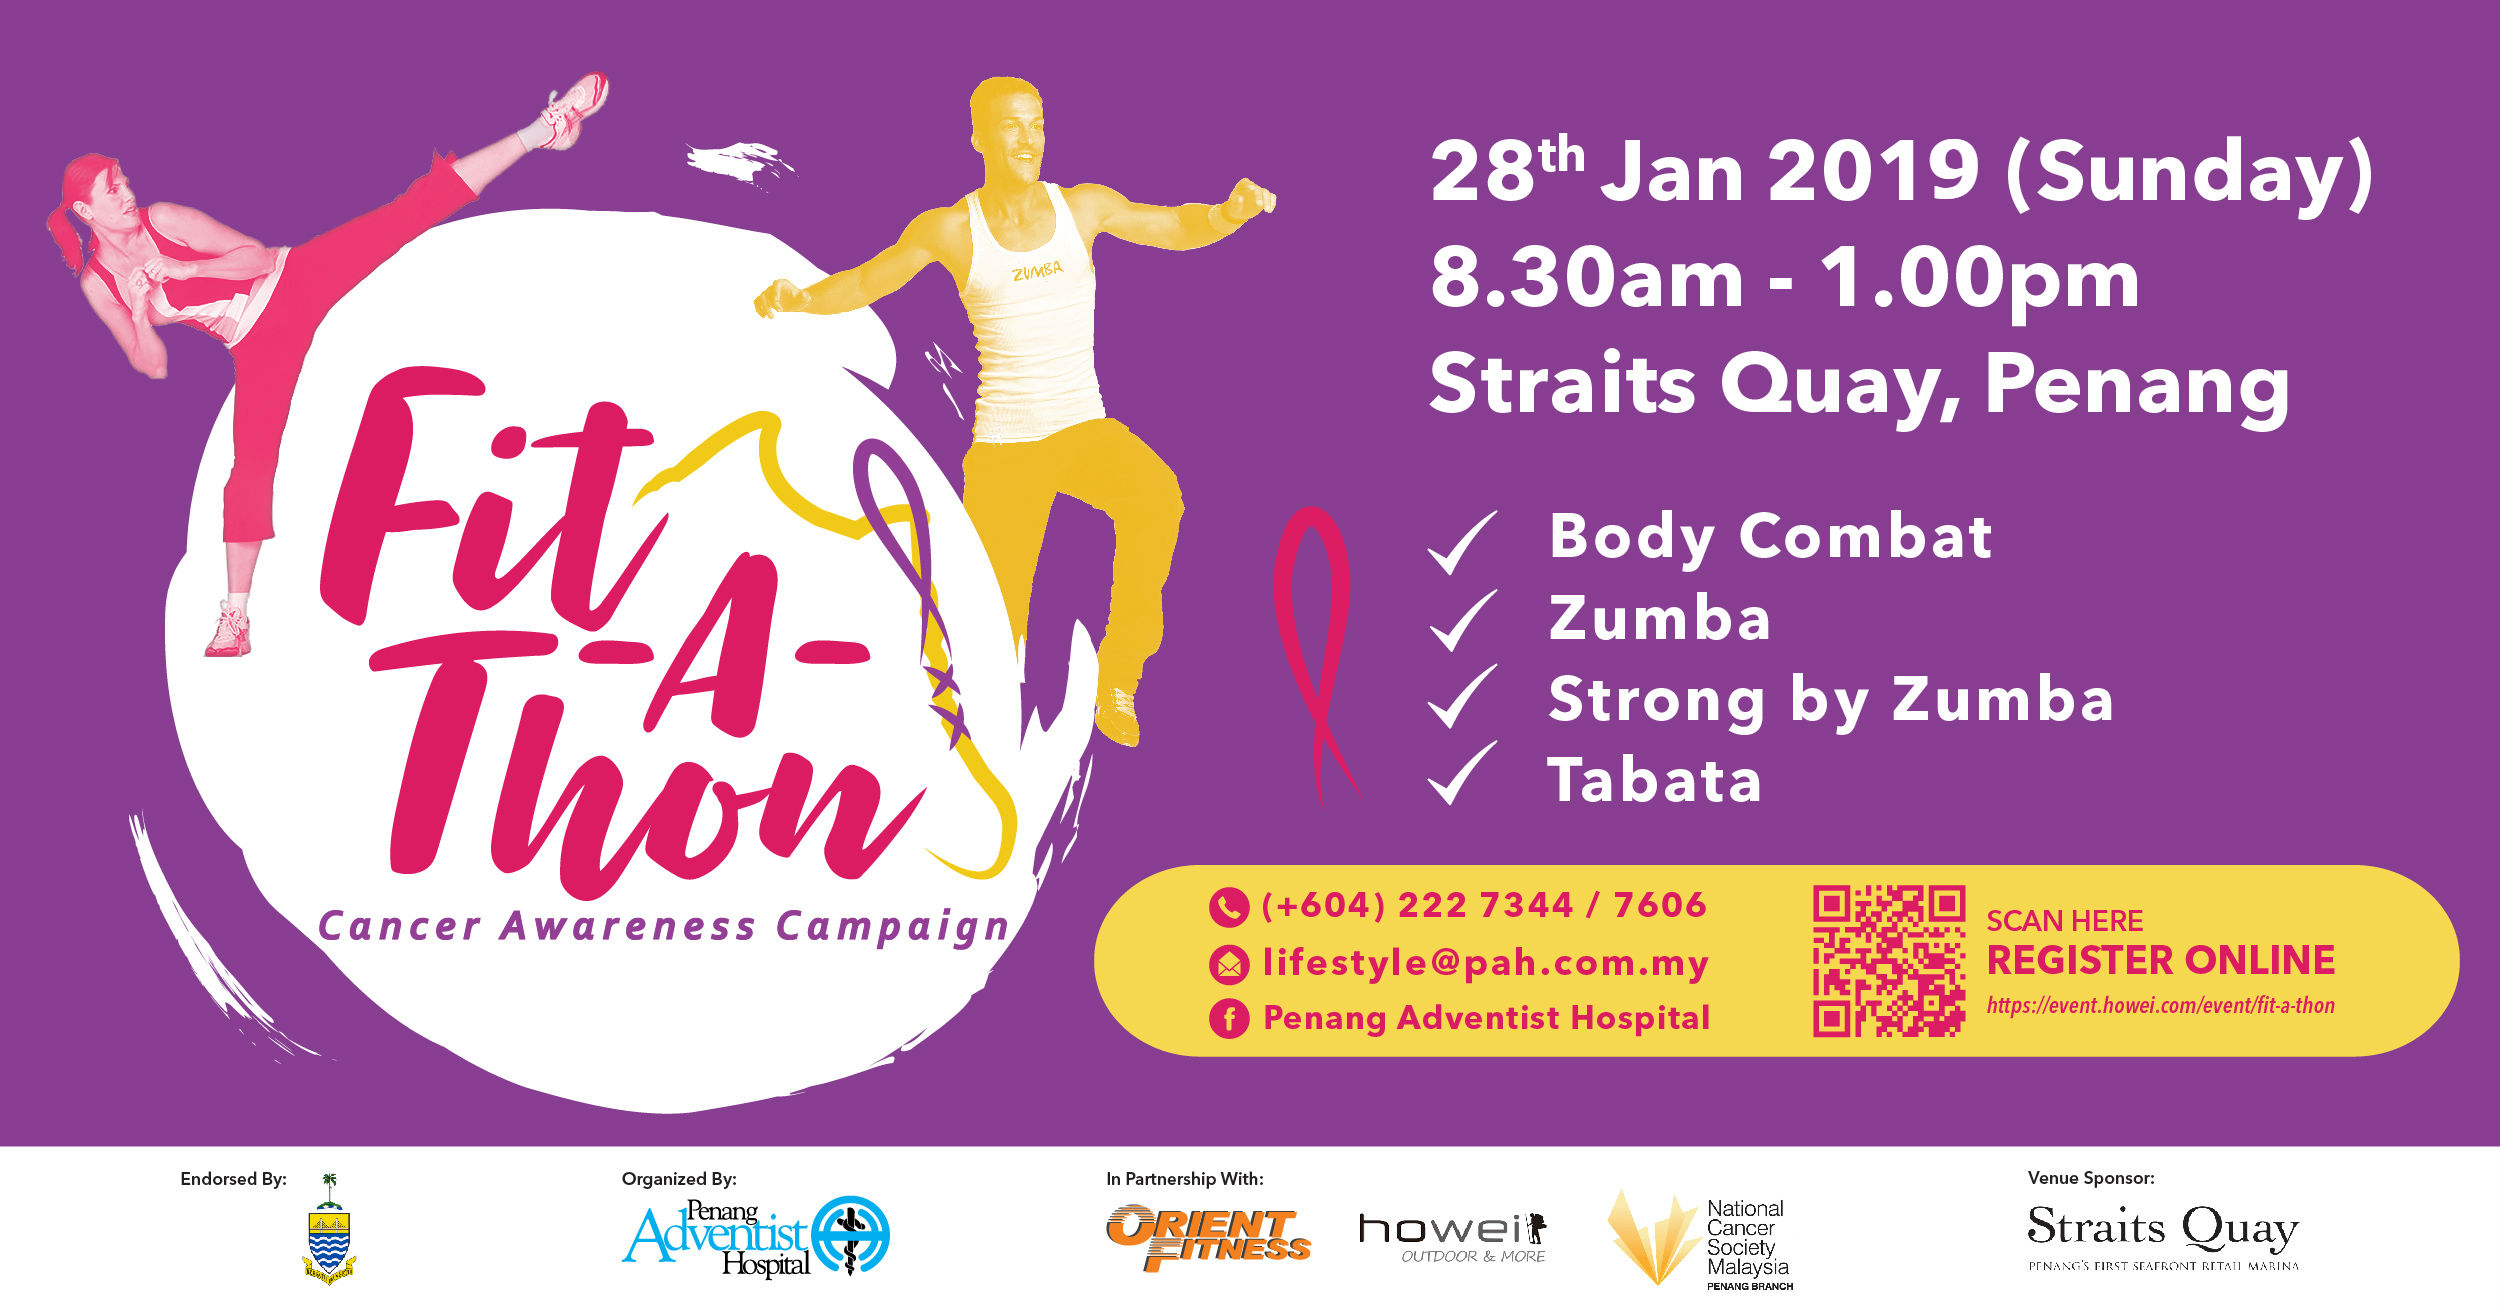 28th Jan 2019 (Sunday)
8.30am - 1.00pm
Straits Quay, Penang
ZUMBA
Fit
-A-
Thon
Cancer Awareness Campaign
Body Combat
Zumba
Strong by Zumba
Tabata
(+604) 222 7344 / 7606
lifestyle@pah.com.my
Penang Adventist Hospital
SCAN HERE
REGISTER ONLINE
https://event.howei.com/event/fit-a-thon
Endorsed By:
Organized By:
Penang
Adventist
Hospital
In Partnership With:
ORIENT
FITNESS
howei
OUTDOOR & MORE
National
Cancer
Society
Malaysia
PENANG BRANCH
Venue Sponsor:
Straits Quay
PENANG'S FIRST SEAFRONT RETAIL MARINA